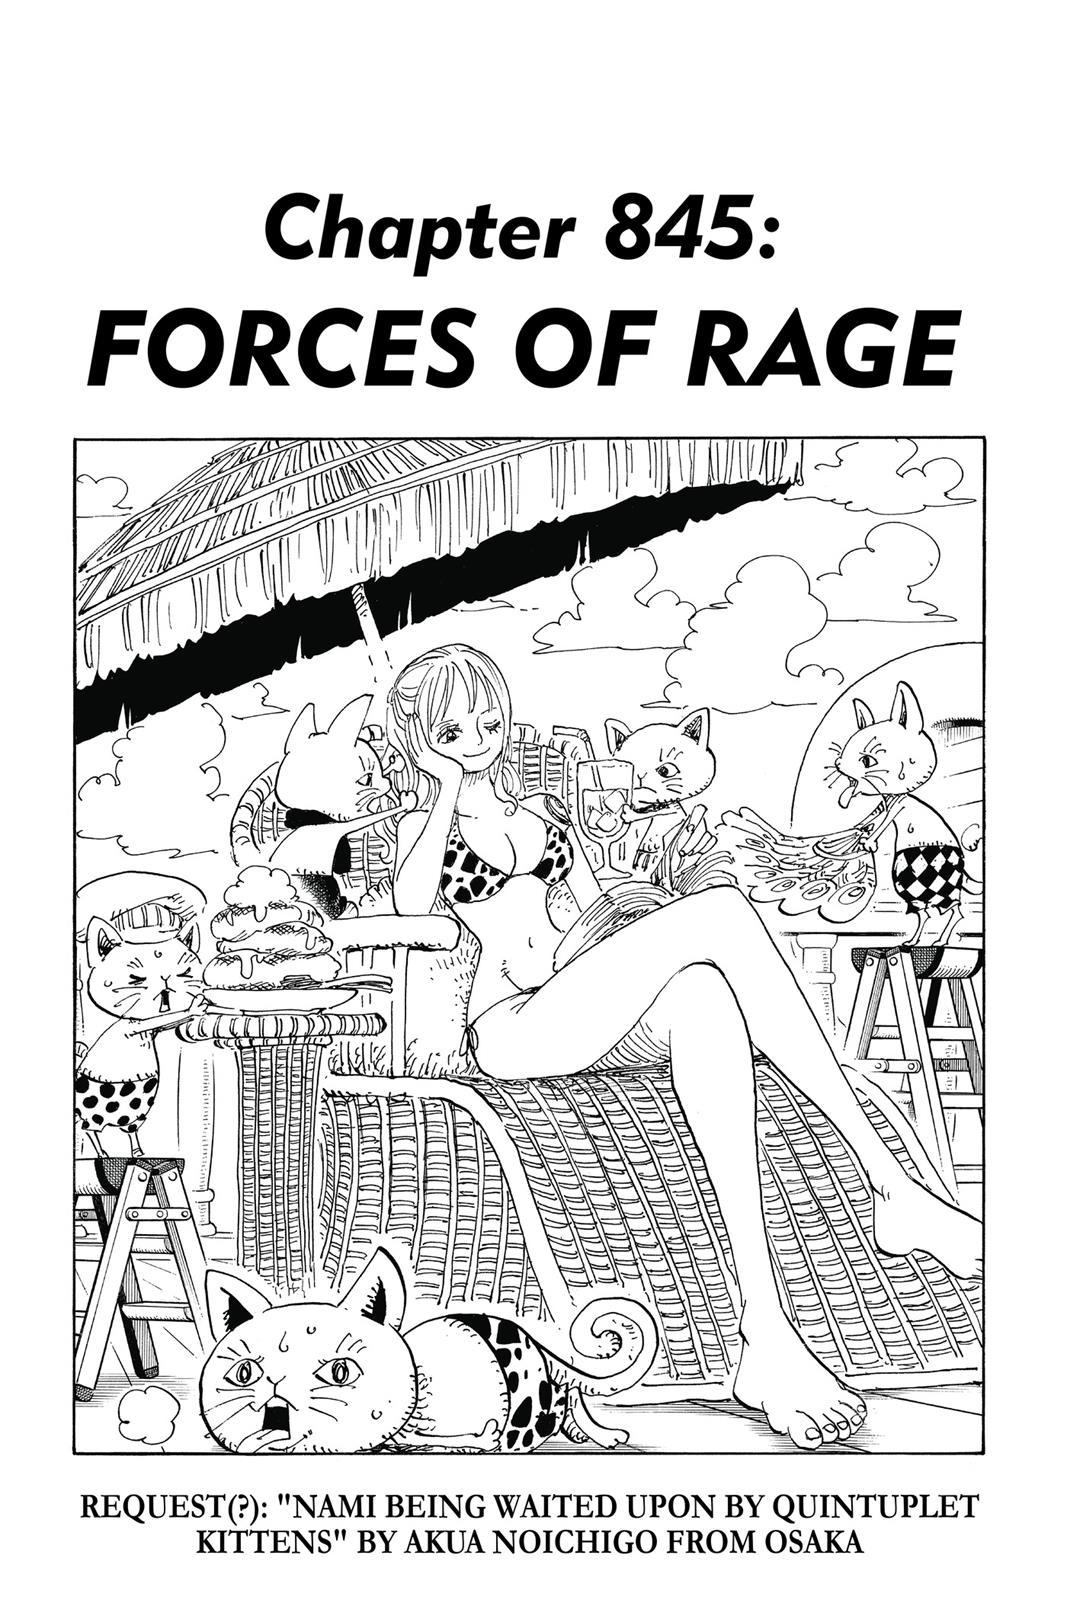 Chapter 845:
FORCES OF RAGE
REQUEST(?): "NAMI BEING WAITED UPON BY QUINTUPLET
KITTENS" BY AKUA NOICHIGO FROM OSAKA